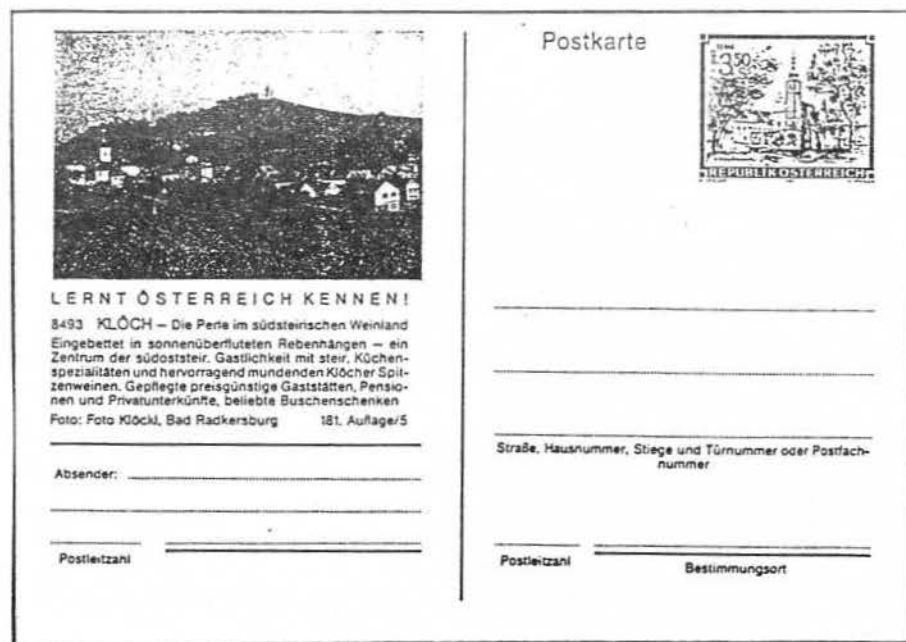 LERNT ÖSTERREICH KENNEN!
8493 KLÖCH – Die Perle im südsteirischen Weinland
Eingebettet in sonnenüberfluteten Rebenhängen – ein
Zentrum der südoststeir. Gastlichkeit mit steir. Küchen-
spezialitäten und hervorragend mundenden Klöcher Spit-
zenweinen. Gepflegte preisgünstige Gaststätten, Pensio-
nen und Privatunterkünfte, beliebte Buschenschenken
Foto: Foto Klöckl, Bad Radkersburg 181. Auflage/5
Absender:
Postleitzahl
Postkarte
3,50
REPUBLIK ÖSTERREICH
Straße, Hausnummer, Stiege und Türnummer oder Postfach-
nummer
Postleitzahl
Bestimmungsort